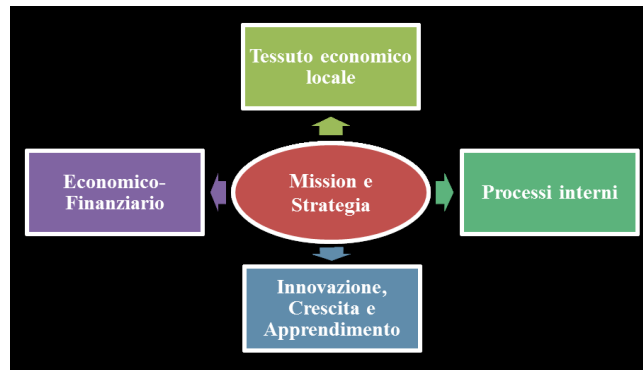 Tessuto economico
locale
Economico-
Finanziario
Mission e
Strategia
Processi interni
Innovazione,
Crescita e
Apprendimento